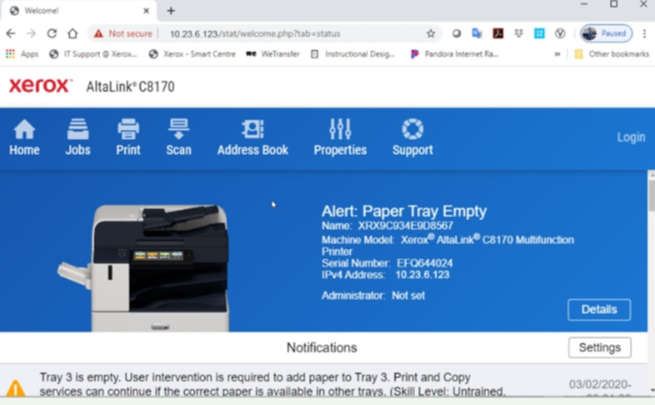 Welcome!
Not secure 10.23.6.123/stat/welcome.php?tab=status Paused
Apps IT Support @ Xerox... Xerox - Smart Centre WeTransfer Instructional Desig... Pandora Internet Ra... Other bookmarks
xerox™ AltaLink® C8170
Home Jobs Print Scan Address Book Properties Support Login
Alert: Paper Tray Empty
Name: XRX9C934E9D8567
Machine Model: Xerox® AltaLink® C8170 Multifunction
Printer
Serial Number: EFQ644024
IPv4 Address: 10.23.6.123
Administrator: Not set
Details
Notifications
Settings
Tray 3 is empty. User intervention is required to add paper to Tray 3. Print and Copy
services can continue if the correct paper is available in other trays. (Skill Level: Untrained,
03/02/2020-